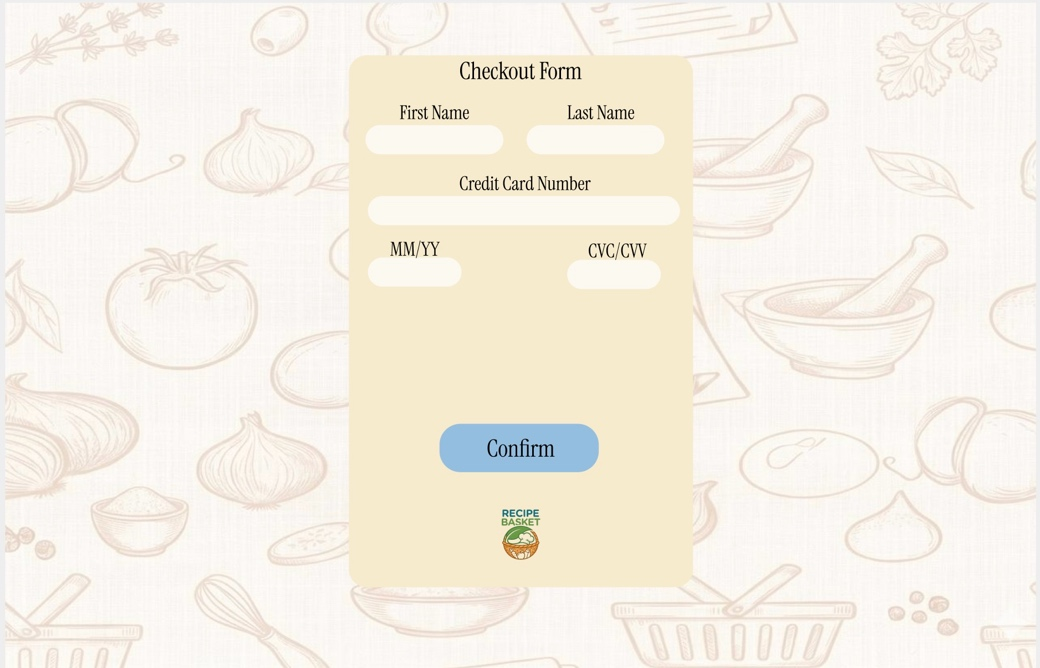 Checkout Form
First Name
Last Name
Credit Card Number
MM/YY
CVC/CVV
Confirm
RECIPE
BASKET